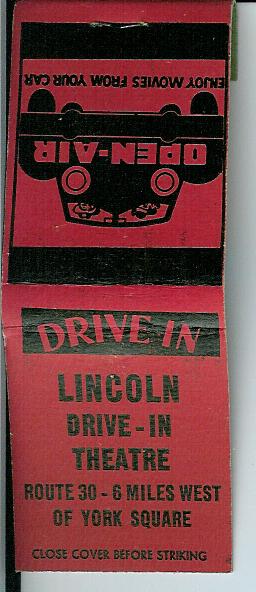 ENJOY MOVIES FROM YOUR CAR
OPEN-AIR
DRIVE IN
LINCOLN
DRIVE-IN
THEATRE
ROUTE 30 - 6 MILES WEST
OF YORK SQUARE
CLOSE COVER BEFORE STRIKING